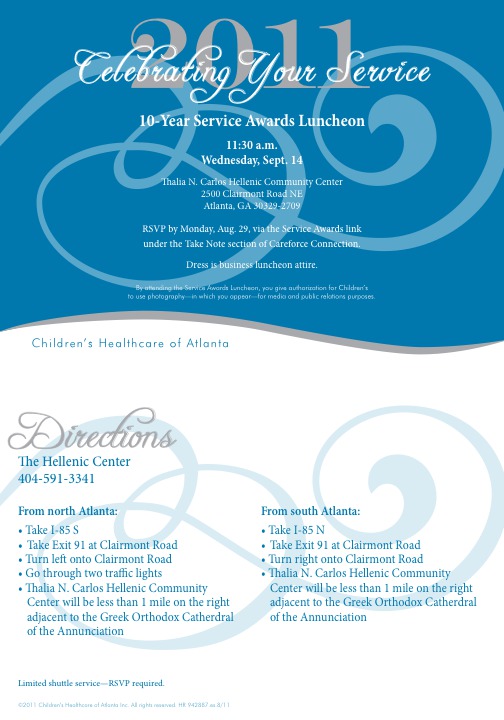 2011
Celebrating Your Service
10-Year Service Awards Luncheon
11:30 a.m.
Wednesday, Sept. 14
Thalia N. Carlos Hellenic Community Center
2500 Clairmont Road NE
Atlanta, GA 30329-2709
RSVP by Monday, Aug. 29, via the Service Awards link
under the Take Note section of Careforce Connection.
Dress is business luncheon attire.
By attending the Service Awards Luncheon, you give authorization for Children's
to use photography—in which you appear—for media and public relations purposes.
Children's Healthcare of Atlanta
Directions
The Hellenic Center
404-591-3341
From north Atlanta:
• Take I-85 S
• Take Exit 91 at Clairmont Road
• Turn left onto Clairmont Road
• Go through two traffic lights
• Thalia N. Carlos Hellenic Community
Center will be less than 1 mile on the right
adjacent to the Greek Orthodox Catherdral
of the Annunciation
From south Atlanta:
• Take I-85 N
• Take Exit 91 at Clairmont Road
• Turn right onto Clairmont Road
• Thalia N. Carlos Hellenic Community
Center will be less than 1 mile on the right
adjacent to the Greek Orthodox Catherdral
of the Annunciation
Limited shuttle service—RSVP required.
©2011 Children's Healthcare of Atlanta Inc. All rights reserved. HR 942887.as 8/11